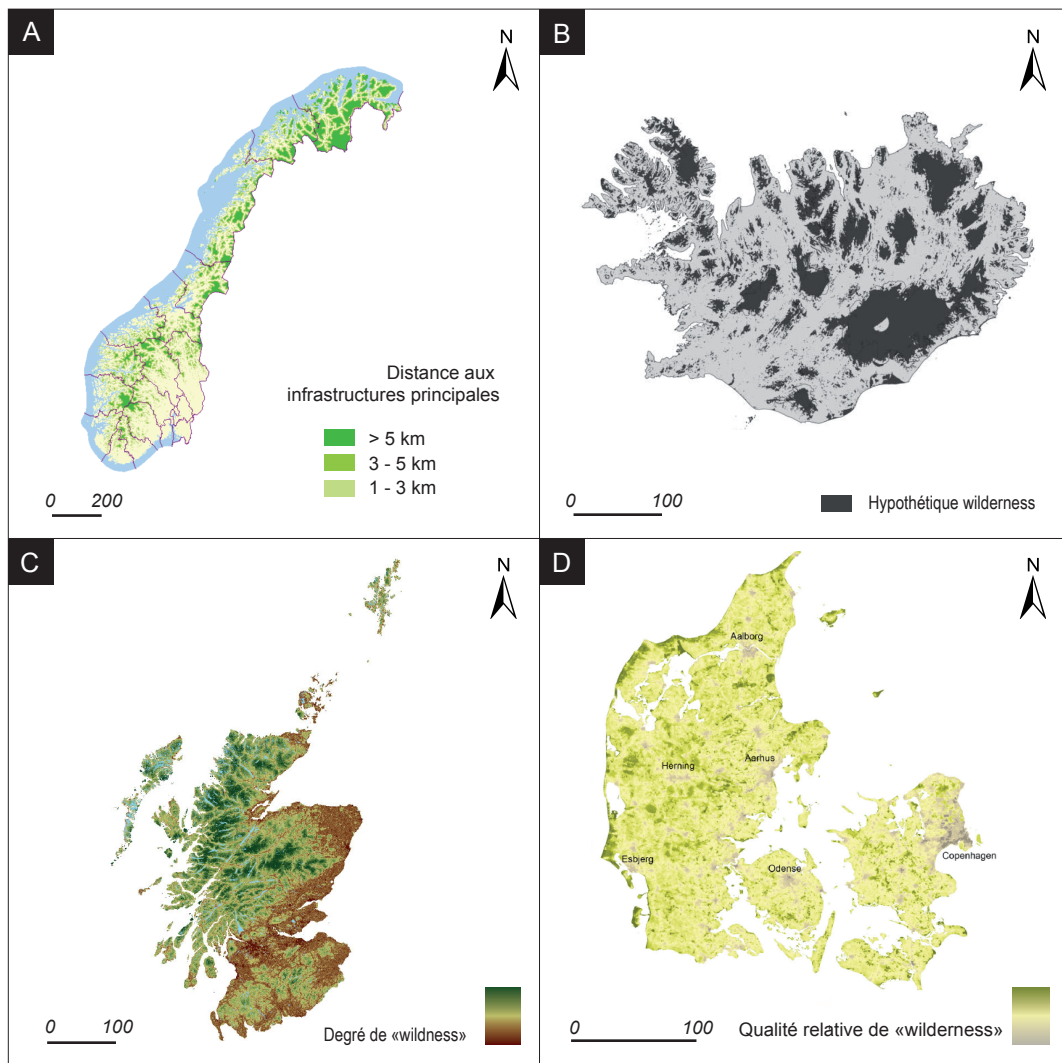 A
N
Distance aux
infrastructures principales
> 5 km
3 - 5 km
1 - 3 km
0 200
B
N
0 100
Hypothétique wilderness
C
N
0 100
Degré de «wildness»
D
N
Aalborg
Herning
Aarhus
Esbjerg
Odense
Copenhagen
0 100
Qualité relative de «wilderness»